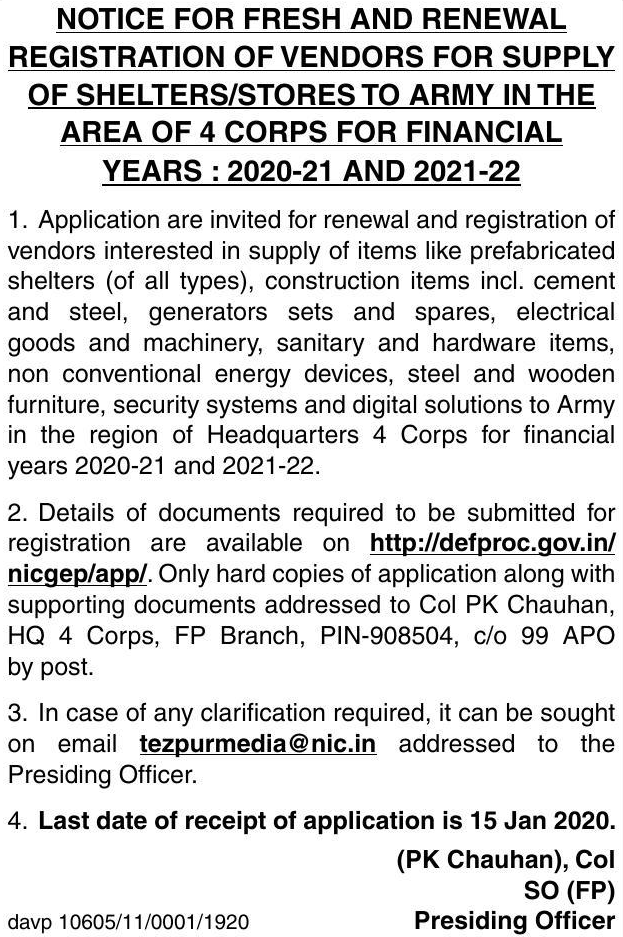 NOTICE FOR FRESH AND RENEWAL
REGISTRATION OF VENDORS FOR SUPPLY
OF SHELTERS/STORES TO ARMY IN THE
AREA OF 4 CORPS FOR FINANCIAL
YEARS : 2020-21 AND 2021-22
1. Application are invited for renewal and registration of
vendors interested in supply of items like prefabricated
shelters (of all types), construction items incl. cement
and steel, generators sets and spares, electrical
goods and machinery, sanitary and hardware items,
non conventional energy devices, steel and wooden
furniture, security systems and digital solutions to Army
in the region of Headquarters 4 Corps for financial
years 2020-21 and 2021-22.
2. Details of documents required to be submitted for
registration are available on http://defproc.gov.in/
nicgep/app/. Only hard copies of application along with
supporting documents addressed to Col PK Chauhan,
HQ 4 Corps, FP Branch, PIN-908504, c/o 99 APO
by post.
3. In case of any clarification required, it can be sought
on email tezpurmedia@nic.in addressed to the
Presiding Officer.
4. Last date of receipt of application is 15 Jan 2020.
(PK Chauhan), Col
SO (FP)
davp 10605/11/0001/1920 Presiding Officer